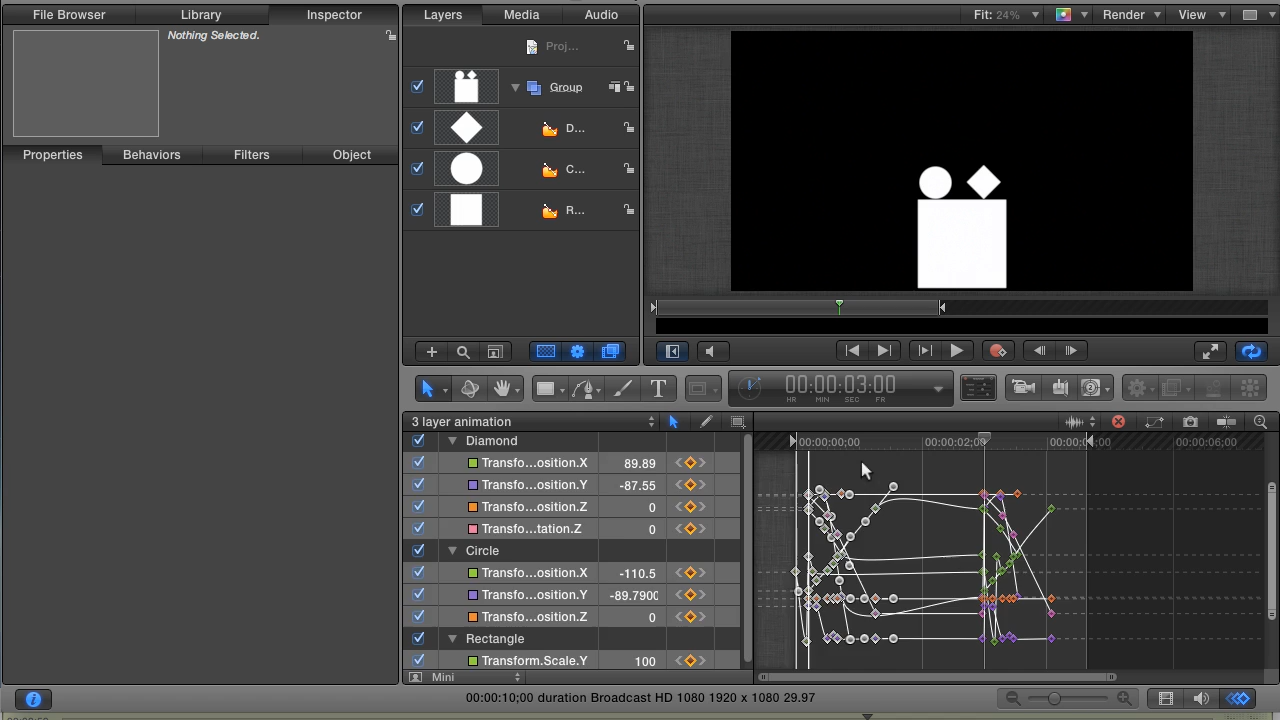 File Browser Library Inspector Layers Media Audio Fit: 24% Render View
Nothing Selected.
Proj...
Group
D...
C...
R...
Properties Behaviors Filters Object
00:00:03:00
HR MIN SEC FR
3 layer animation
00:00:00;00 00:00:02;00 00:00:06;00
Diamond
Transfo...osition.X 89.89
Transfo...osition.Y -87.55
Transfo...osition.Z 0
Transfo...tation.Z 0
Circle
Transfo...osition.X -110.5
Transfo...osition.Y -89.790
Transfo...osition.Z 0
Rectangle
Transform.Scale.Y 100
Mini
00:00:10;00 duration Broadcast HD 1080 1920 x 1080 29.97